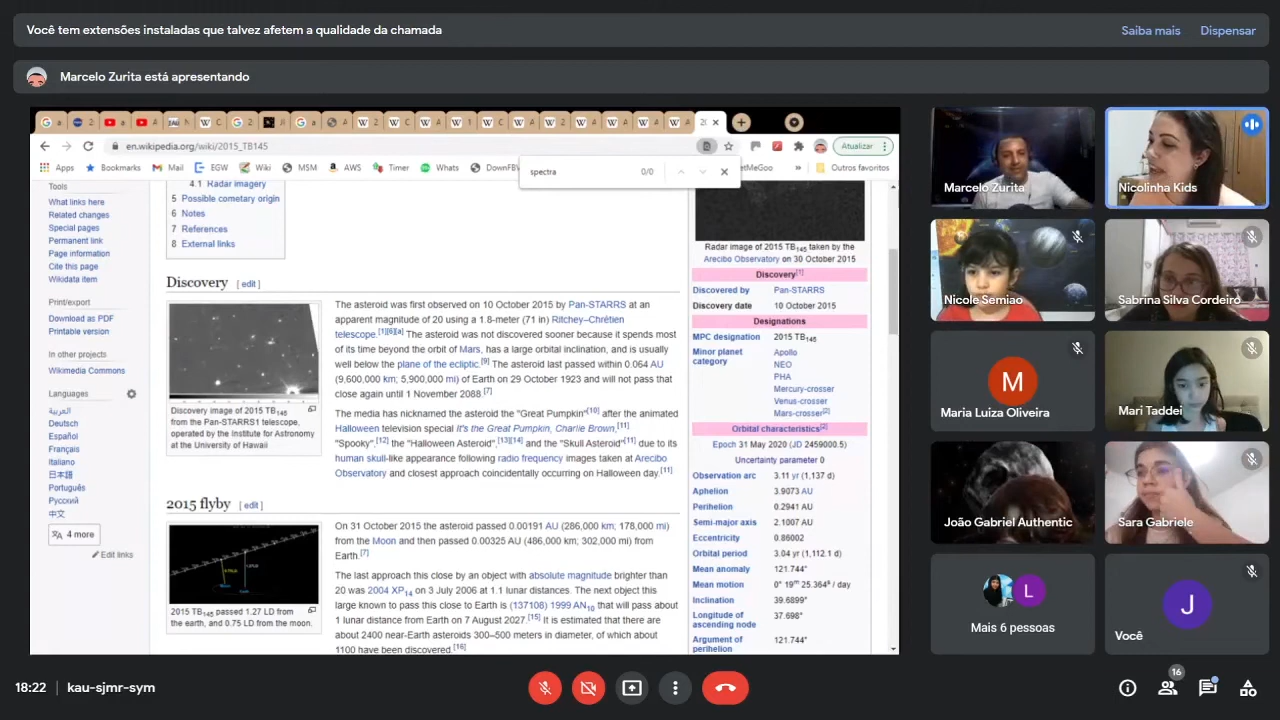 Você tem extensões instaladas que talvez afetem a qualidade da chamada
Saiba mais
Dispensar
Marcelo Zurita está apresentando
en.wikipedia.org/wiki/2015_TB145
Atualizar
Apps
Bookmarks
Mail
EGW
Wiki
MSM
AWS
Timer
Whats
DownFB
etMeGoo
»
Outros favoritos
spectra
0/0
Tools
What links here
Related changes
Special pages
Permanent link
Page information
Cite this page
Wikidata item
Print/export
Download as PDF
Printable version
In other projects
Wikimedia Commons
Languages
العربية
Deutsch
Español
Français
Italiano
日本語
Português
Русский
中文
4 more
Edit links
4.1 Radar imagery
5 Possible cometary origin
6 Notes
7 References
8 External links
Discovery [ edit ]
Discovery image of 2015 TB145
from the Pan-STARRS1 telescope,
operated by the Institute for Astronomy
at the University of Hawaii
The asteroid was first observed on 10 October 2015 by Pan-STARRS at an
apparent magnitude of 20 using a 1.8-meter (71 in) Ritchey–Chrétien
telescope.[1][6][a] The asteroid was not discovered sooner because it spends most
of its time beyond the orbit of Mars, has a large orbital inclination, and is usually
well below the plane of the ecliptic.[9] The asteroid last passed within 0.064 AU
(9,600,000 km; 5,900,000 mi) of Earth on 29 October 1923 and will not pass that
close again until 1 November 2088.[7]
The media has nicknamed the asteroid the "Great Pumpkin"[10] after the animated
Halloween television special It's the Great Pumpkin, Charlie Brown,[11]
"Spooky",[12] the "Halloween Asteroid",[13][14] and the "Skull Asteroid"[11] due to its
human skull-like appearance following radio frequency images taken at Arecibo
Observatory and closest approach coincidentally occurring on Halloween day.[11]
2015 flyby [ edit ]
2015 TB145 passed 1.27 LD from
the earth, and 0.75 LD from the moon.
On 31 October 2015 the asteroid passed 0.00191 AU (286,000 km; 178,000 mi)
from the Moon and then passed 0.00325 AU (486,000 km; 302,000 mi) from
Earth.[7]
The last approach this close by an object with absolute magnitude brighter than
20 was 2004 XP14 on 3 July 2006 at 1.1 lunar distances. The next object this
large known to pass this close to Earth is (137108) 1999 AN10 that will pass about
1 lunar distance from Earth on 7 August 2027.[15] It is estimated that there are
about 2400 near-Earth asteroids 300–500 meters in diameter, of which about
1100 have been discovered.[16]
Radar image of 2015 TB145 taken by the
Arecibo Observatory on 30 October 2015
Discovery[1]
Discovered by Pan-STARRS
Discovery date 10 October 2015
Designations
MPC designation 2015 TB145
Minor planet category Apollo
NEO
PHA
Mercury-crosser
Venus-crosser
Mars-crosser[2]
Orbital characteristics[2]
Epoch 31 May 2020 (JD 2459000.5)
Uncertainty parameter 0
Observation arc 3.11 yr (1,137 d)
Aphelion 3.9073 AU
Perihelion 0.2941 AU
Semi-major axis 2.1007 AU
Eccentricity 0.86002
Orbital period 3.04 yr (1,112.1 d)
Mean anomaly 121.744°
Mean motion 0° 19m 25.364s / day
Inclination 39.6899°
Longitude of ascending node 37.698°
Argument of perihelion 121.744°
Marcelo Zurita
Nicolinha Kids
Nicole Semião
Sabrina Silva Cordeiro
M
Maria Luiza Oliveira
Mari Taddei
João Gabriel Authentic
Sara Gabriele
L
Mais 6 pessoas
J
Você
18:22 | kau-sjmr-sym
16